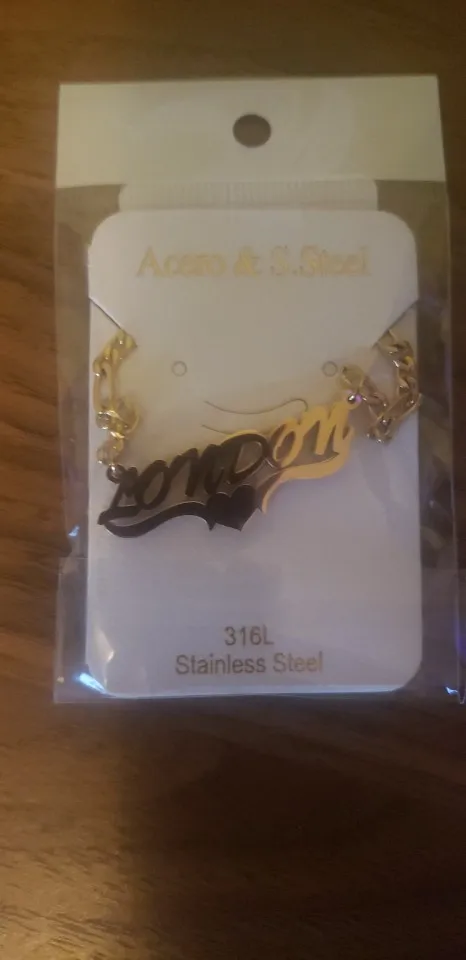 Acero & S.Steel
LONDON
316L
Stainless Steel